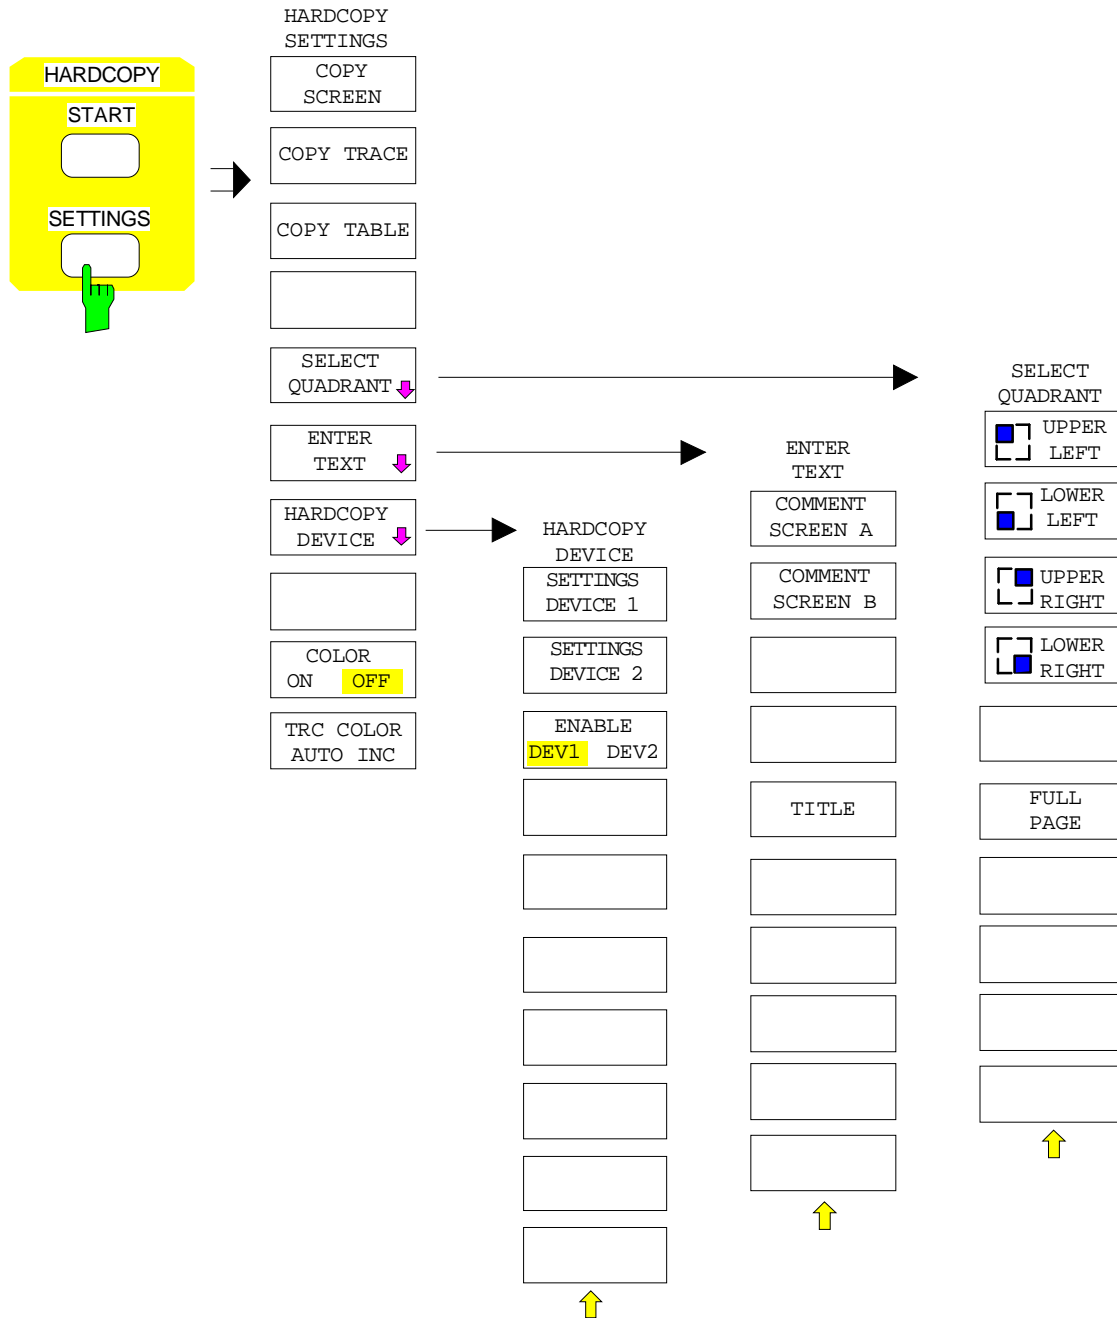 HARDCOPY
START
SETTINGS
HARDCOPY
SETTINGS
COPY
SCREEN
COPY TRACE
COPY TABLE
SELECT
QUADRANT
ENTER
TEXT
HARDCOPY
DEVICE
COLOR
ON OFF
TRC COLOR
AUTO INC
HARDCOPY
DEVICE
SETTINGS
DEVICE 1
SETTINGS
DEVICE 2
ENABLE
DEV1 DEV2
ENTER
TEXT
COMMENT
SCREEN A
COMMENT
SCREEN B
TITLE
SELECT
QUADRANT
UPPER
LEFT
LOWER
LEFT
UPPER
RIGHT
LOWER
RIGHT
FULL
PAGE